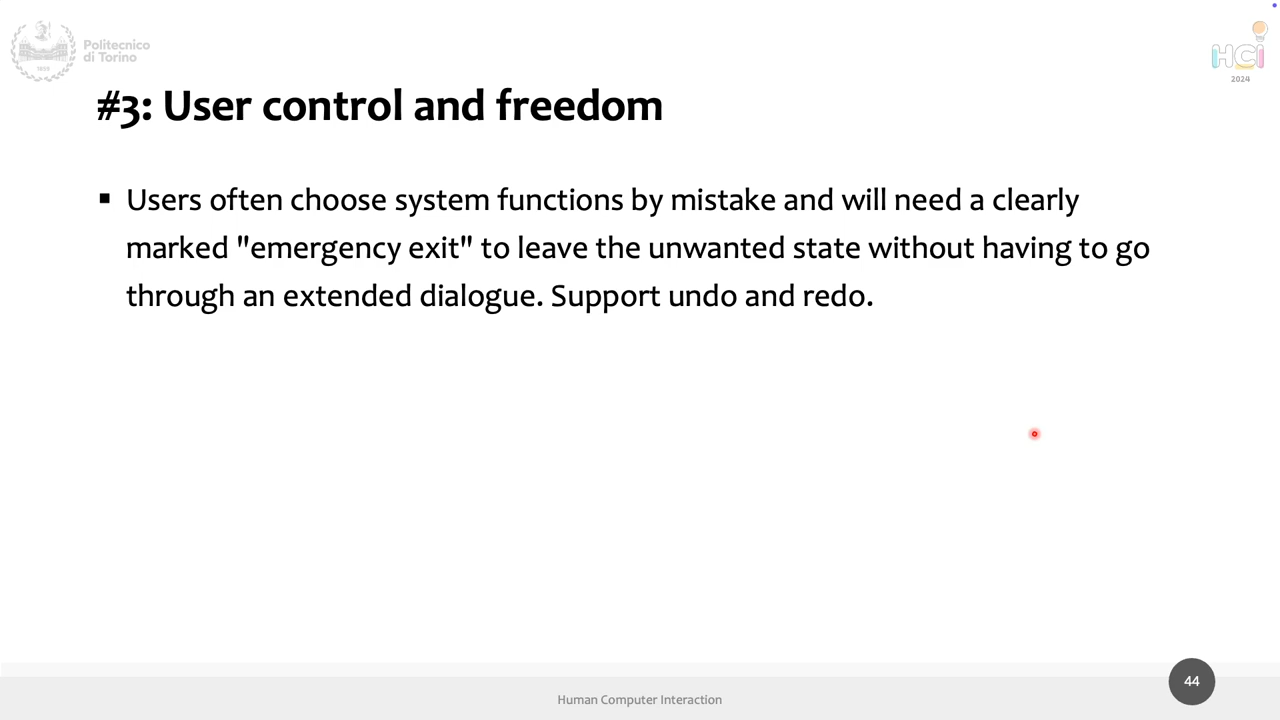 Politecnico
di Torino
1859
HCI
2024
#3: User control and freedom
▪ Users often choose system functions by mistake and will need a clearly
marked "emergency exit" to leave the unwanted state without having to go
through an extended dialogue. Support undo and redo.
44
Human Computer Interaction